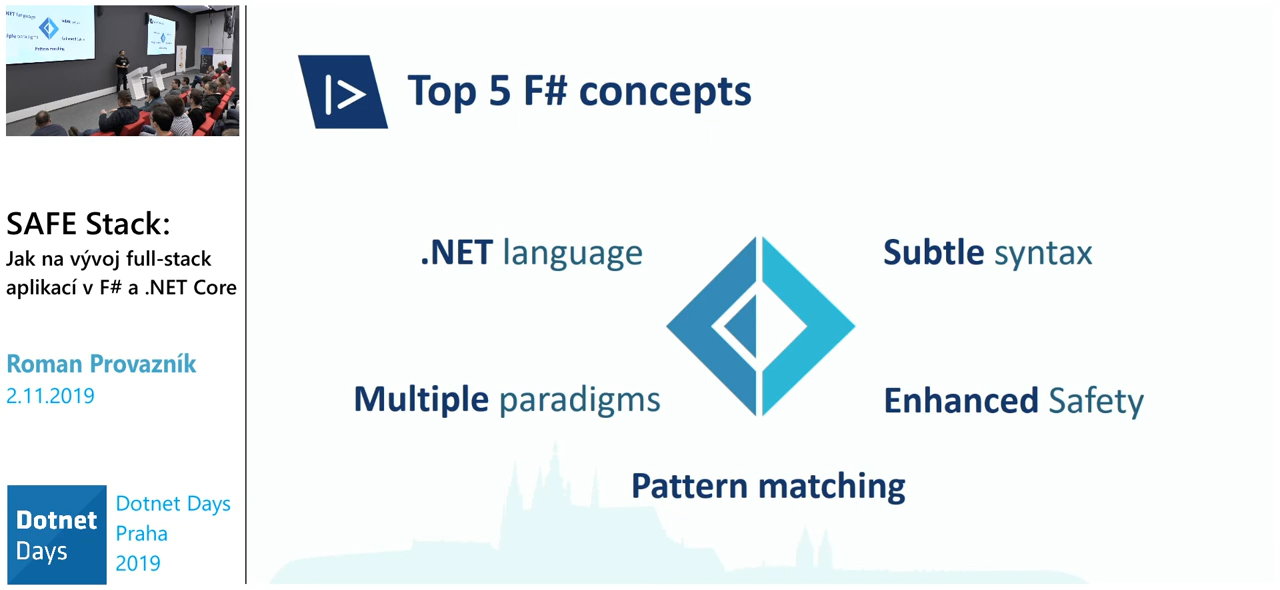 SAFE Stack:
Jak na vývoj full-stack
aplikací v F# a .NET Core
Roman Provazník
2.11.2019
Dotnet
Days
Dotnet Days
Praha
2019
|> Top 5 F# concepts
.NET language
Subtle syntax
Multiple paradigms
Enhanced Safety
Pattern matching